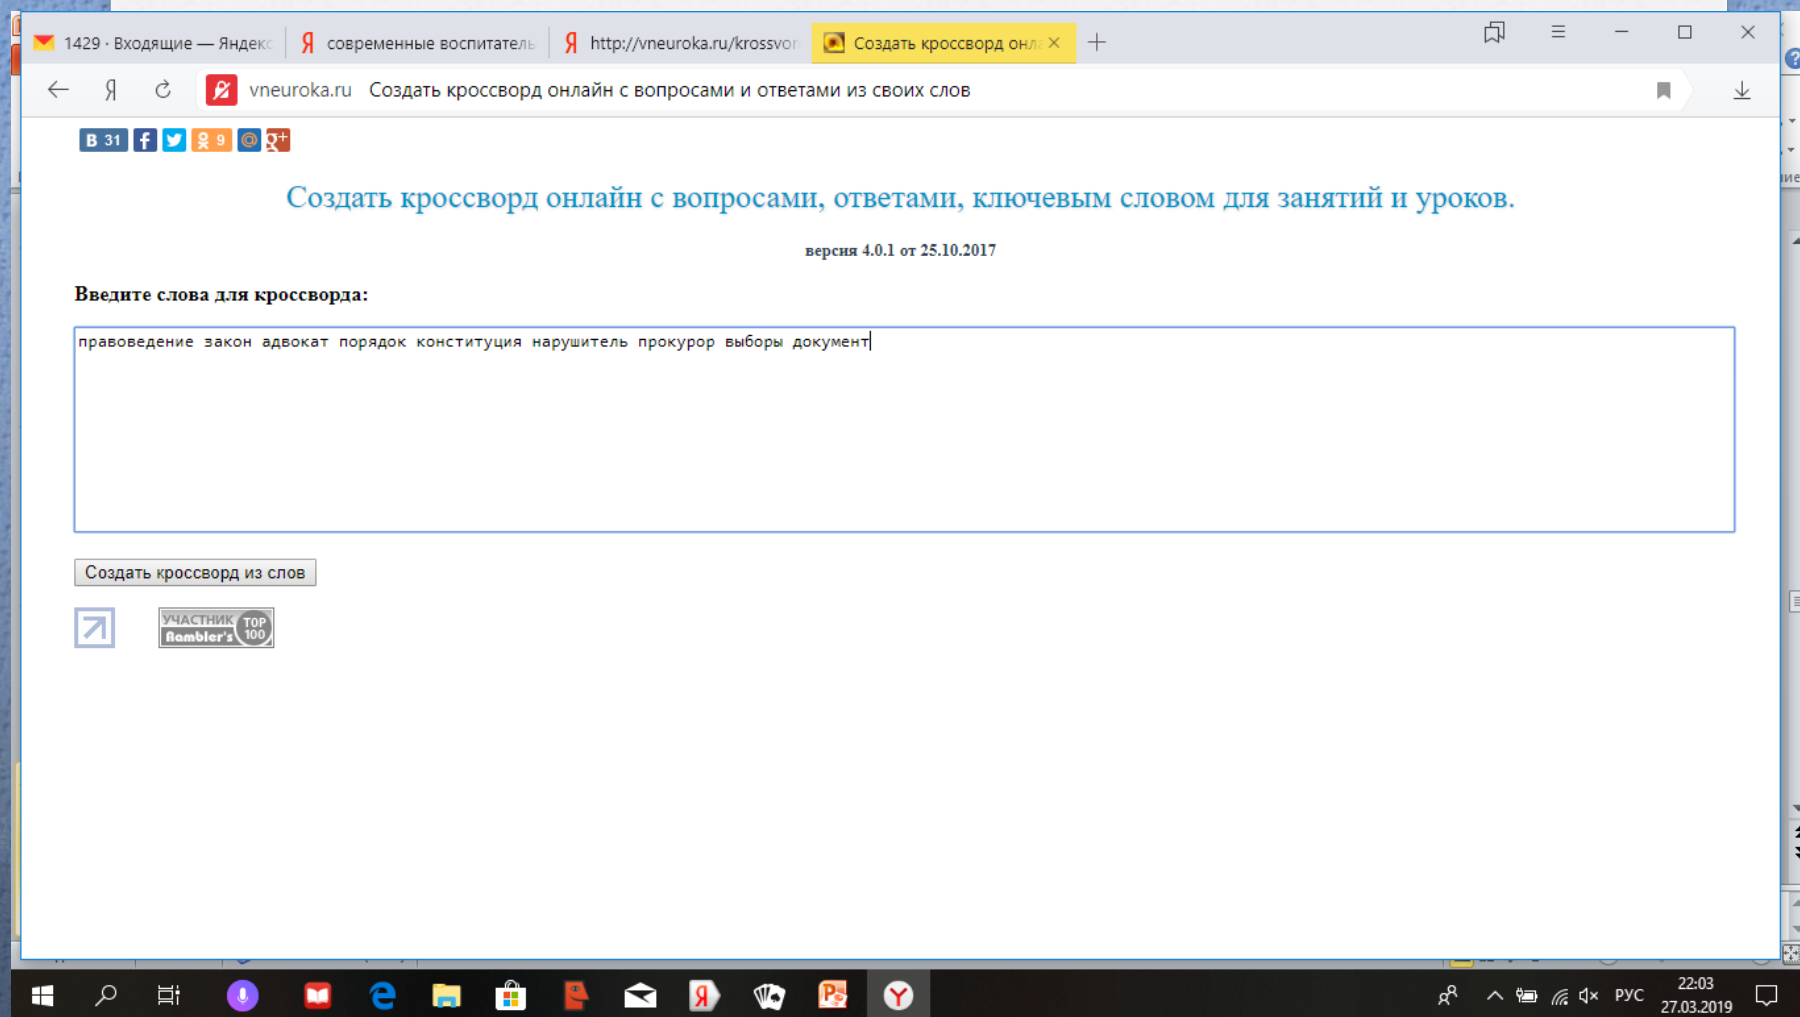 1429 · Входящие — Яндекс
Я современные воспитатель
Я http://vneuroka.ru/krossvor
Создать кроссворд онла
Я vneuroka.ru Создать кроссворд онлайн с вопросами и ответами из своих слов
В 31 f 9 @ g+
Создать кроссворд онлайн с вопросами, ответами, ключевым словом для занятий и уроков.
версия 4.0.1 от 25.10.2017
Введите слова для кроссворда:
правоведение закон адвокат порядок конституция нарушитель прокурор выборы документ
Создать кроссворд из слов
УЧАСТНИК
Rambler's
TOP
100
РУС
22:03
27.03.2019